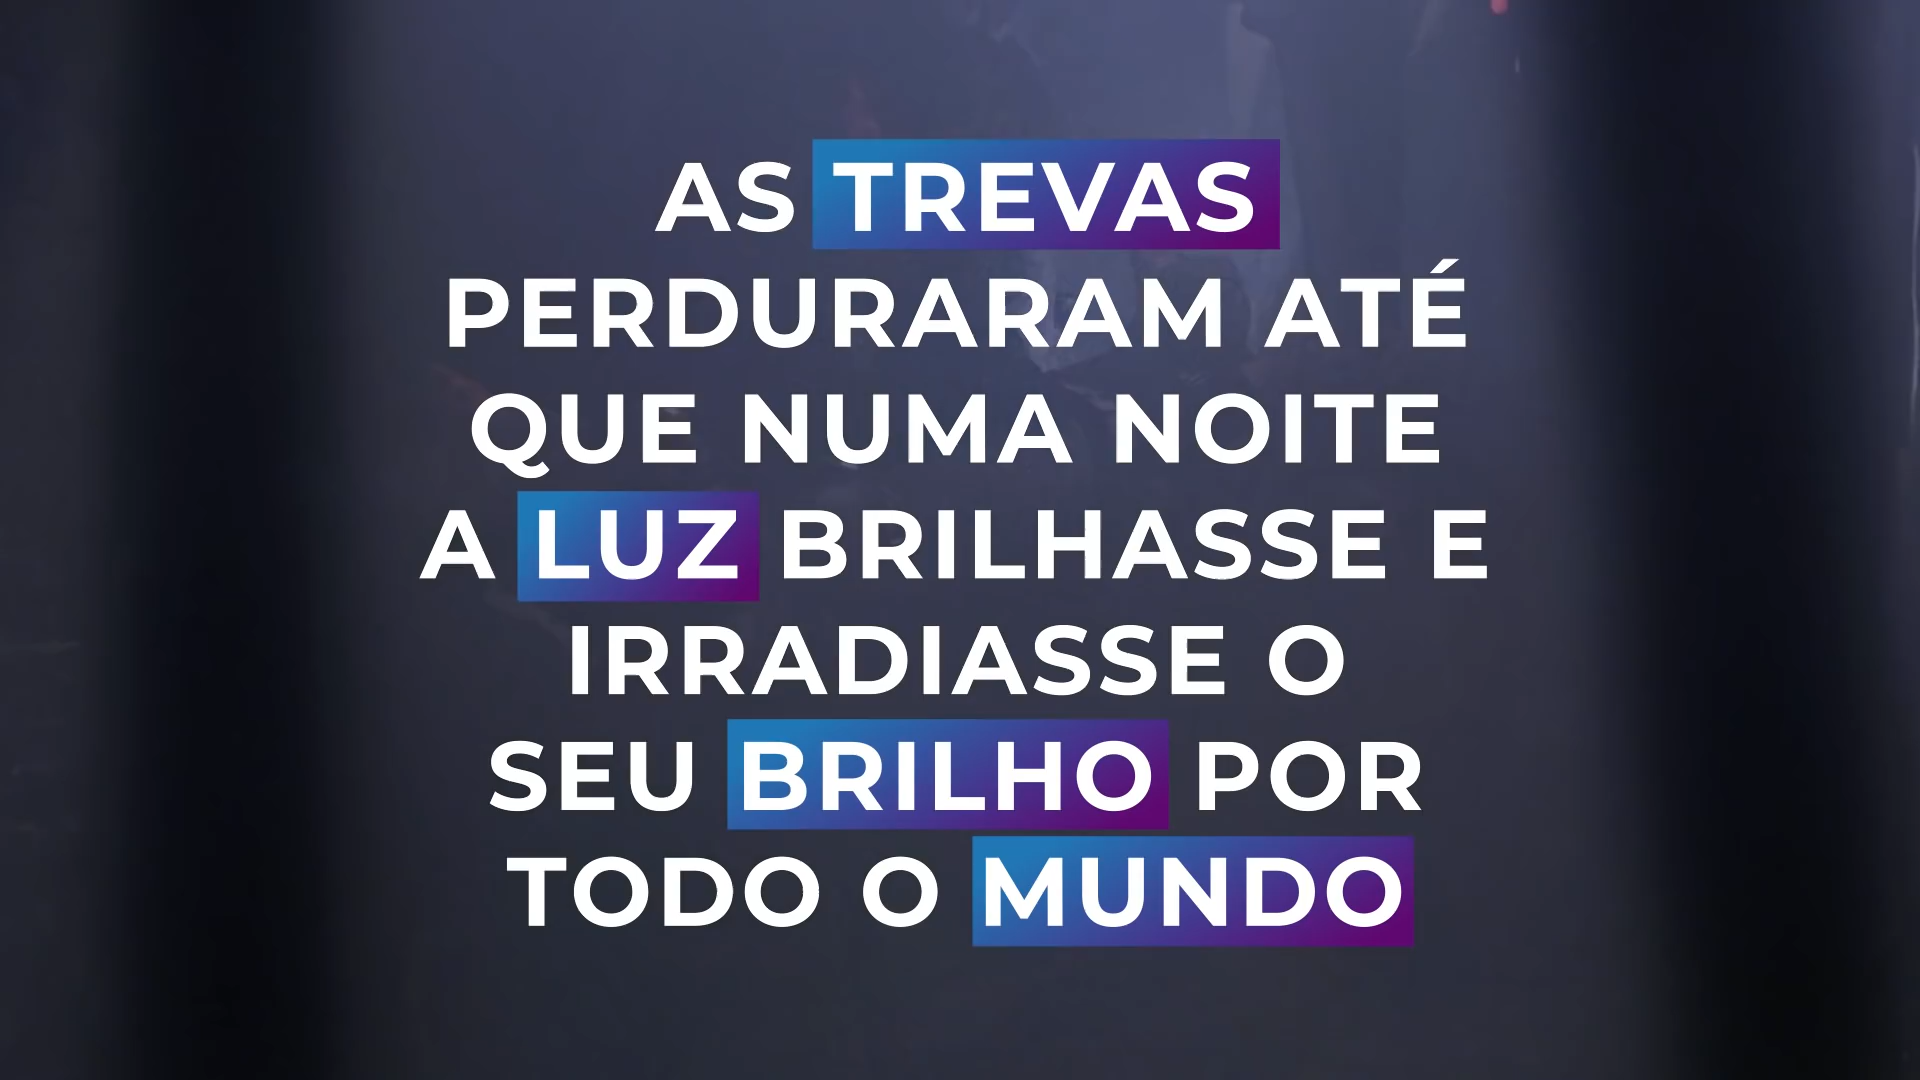 AS TREVAS
PERDURARAM ATÉ
QUE NUMA NOITE
A LUZ BRILHASSE E
IRRADIASSE O
SEU BRILHO POR
TODO O MUNDO